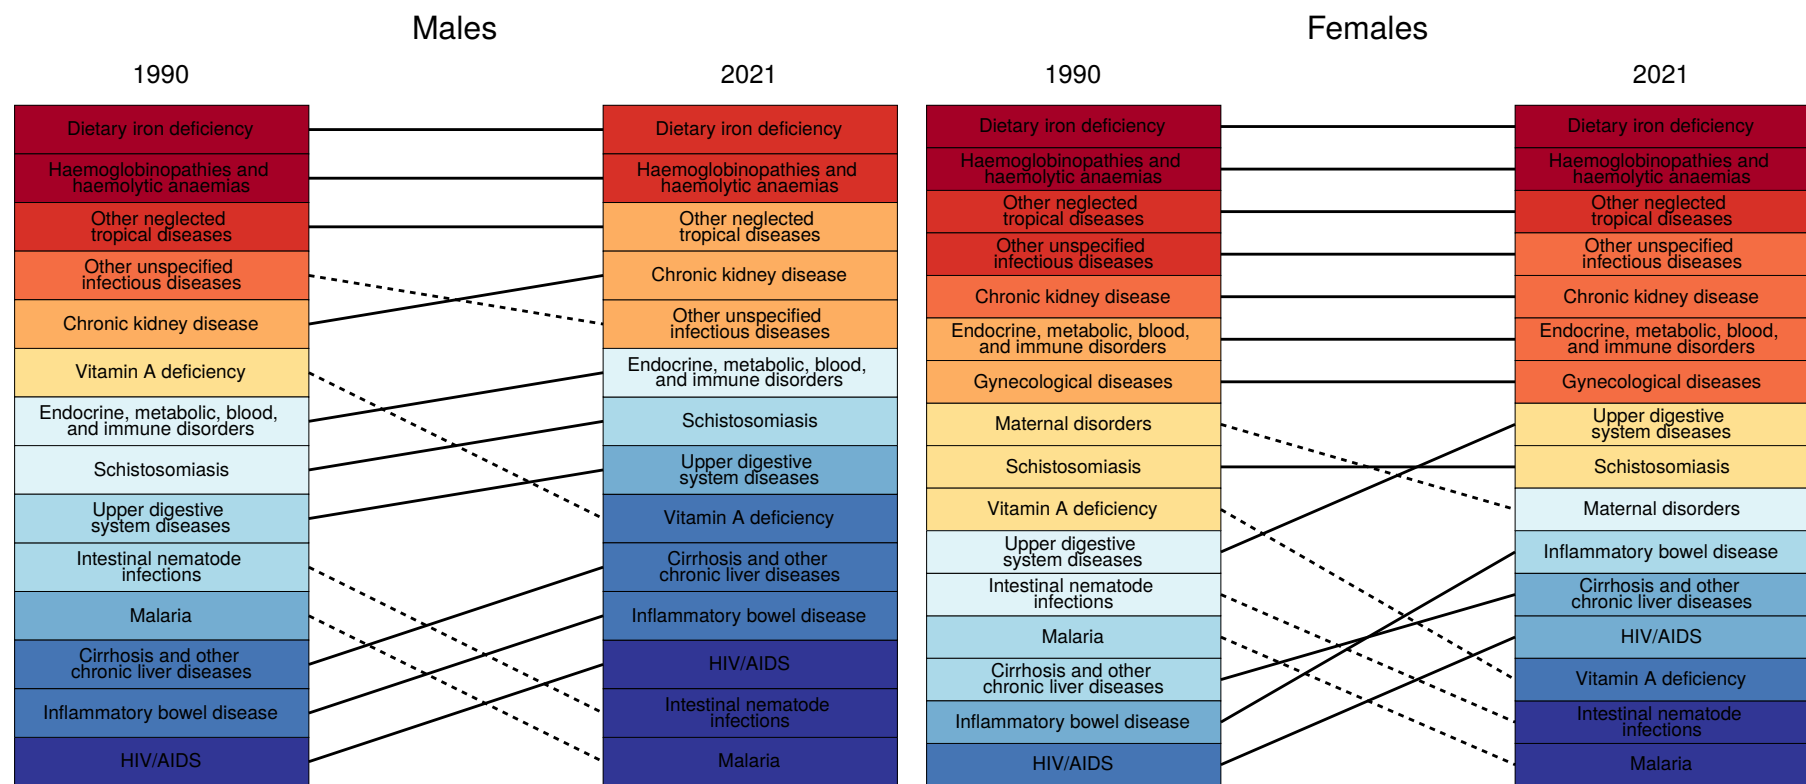 Males
1990
2021
Dietary iron deficiency
Haemoglobinopathies and
haemolytic anaemias
Other neglected
tropical diseases
Other unspecified
infectious diseases
Chronic kidney disease
Vitamin A deficiency
Endocrine, metabolic, blood,
and immune disorders
Schistosomiasis
Upper digestive
system diseases
Intestinal nematode
infections
Malaria
Cirrhosis and other
chronic liver diseases
Inflammatory bowel disease
HIV/AIDS
Dietary iron deficiency
Haemoglobinopathies and
haemolytic anaemias
Other neglected
tropical diseases
Chronic kidney disease
Other unspecified
infectious diseases
Endocrine, metabolic, blood,
and immune disorders
Schistosomiasis
Upper digestive
system diseases
Vitamin A deficiency
Cirrhosis and other
chronic liver diseases
Inflammatory bowel disease
HIV/AIDS
Intestinal nematode
infections
Malaria
Females
1990
2021
Dietary iron deficiency
Haemoglobinopathies and
haemolytic anaemias
Other neglected
tropical diseases
Other unspecified
infectious diseases
Chronic kidney disease
Endocrine, metabolic, blood,
and immune disorders
Gynecological diseases
Maternal disorders
Schistosomiasis
Vitamin A deficiency
Upper digestive
system diseases
Intestinal nematode
infections
Malaria
Cirrhosis and other
chronic liver diseases
Inflammatory bowel disease
HIV/AIDS
Dietary iron deficiency
Haemoglobinopathies and
haemolytic anaemias
Other neglected
tropical diseases
Other unspecified
infectious diseases
Chronic kidney disease
Endocrine, metabolic, blood,
and immune disorders
Gynecological diseases
Upper digestive
system diseases
Schistosomiasis
Maternal disorders
Inflammatory bowel disease
Cirrhosis and other
chronic liver diseases
HIV/AIDS
Vitamin A deficiency
Intestinal nematode
infections
Malaria